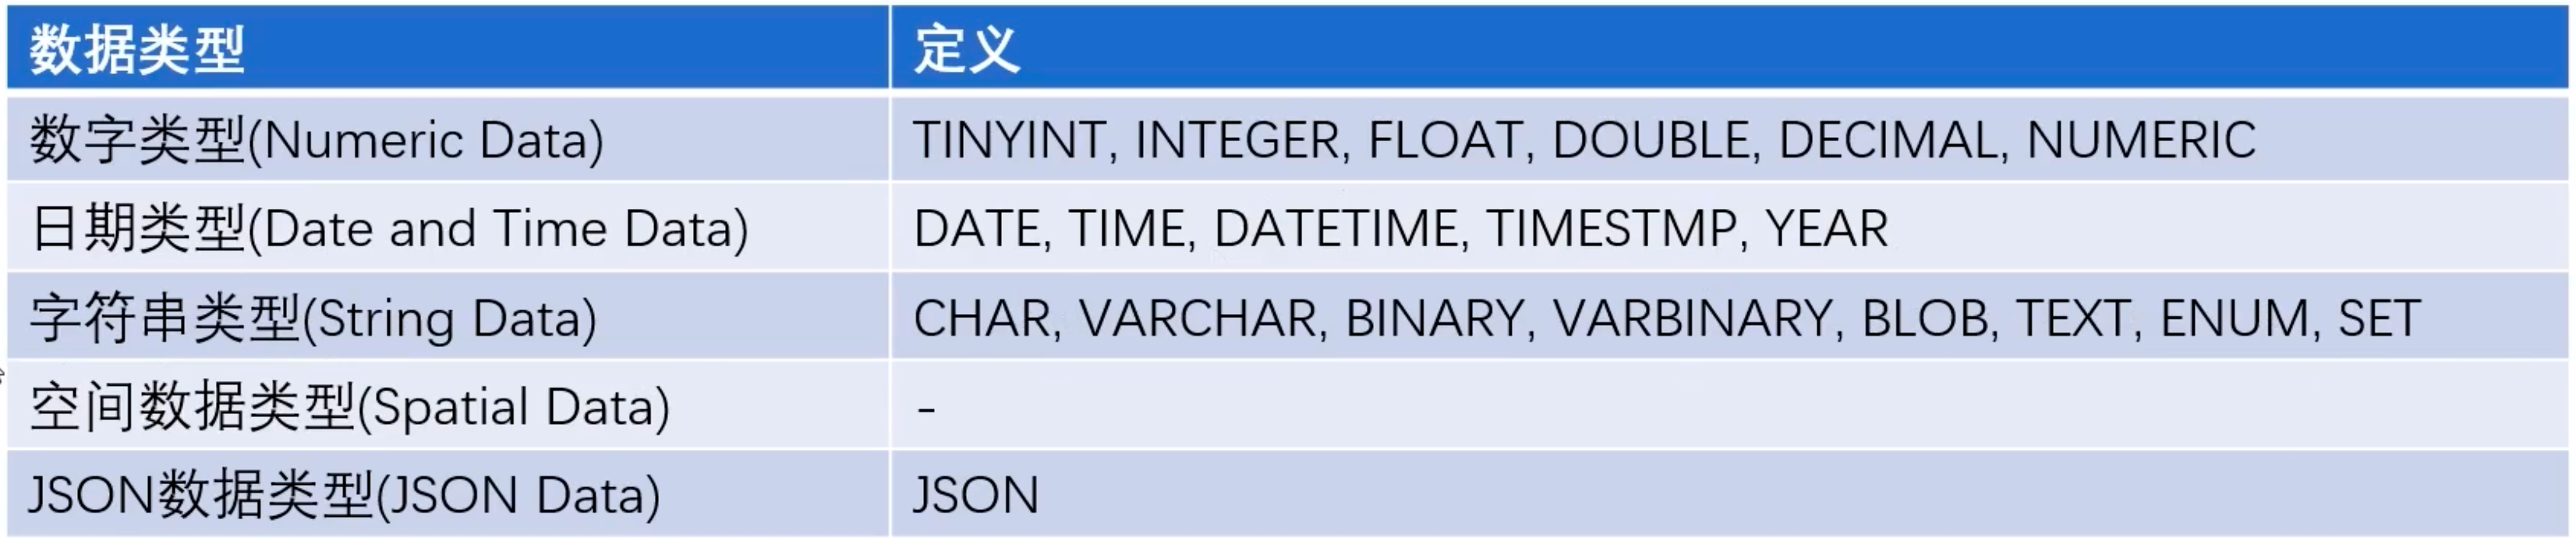 数据类型 定义
数字类型(Numeric Data) TINYINT, INTEGER, FLOAT, DOUBLE, DECIMAL, NUMERIC
日期类型(Date and Time Data) DATE, TIME, DATETIME, TIMESTMP, YEAR
字符串类型(String Data) CHAR, VARCHAR, BINARY, VARBINARY, BLOB, TEXT, ENUM, SET
空间数据类型(Spatial Data) -
JSON数据类型(JSON Data) JSON